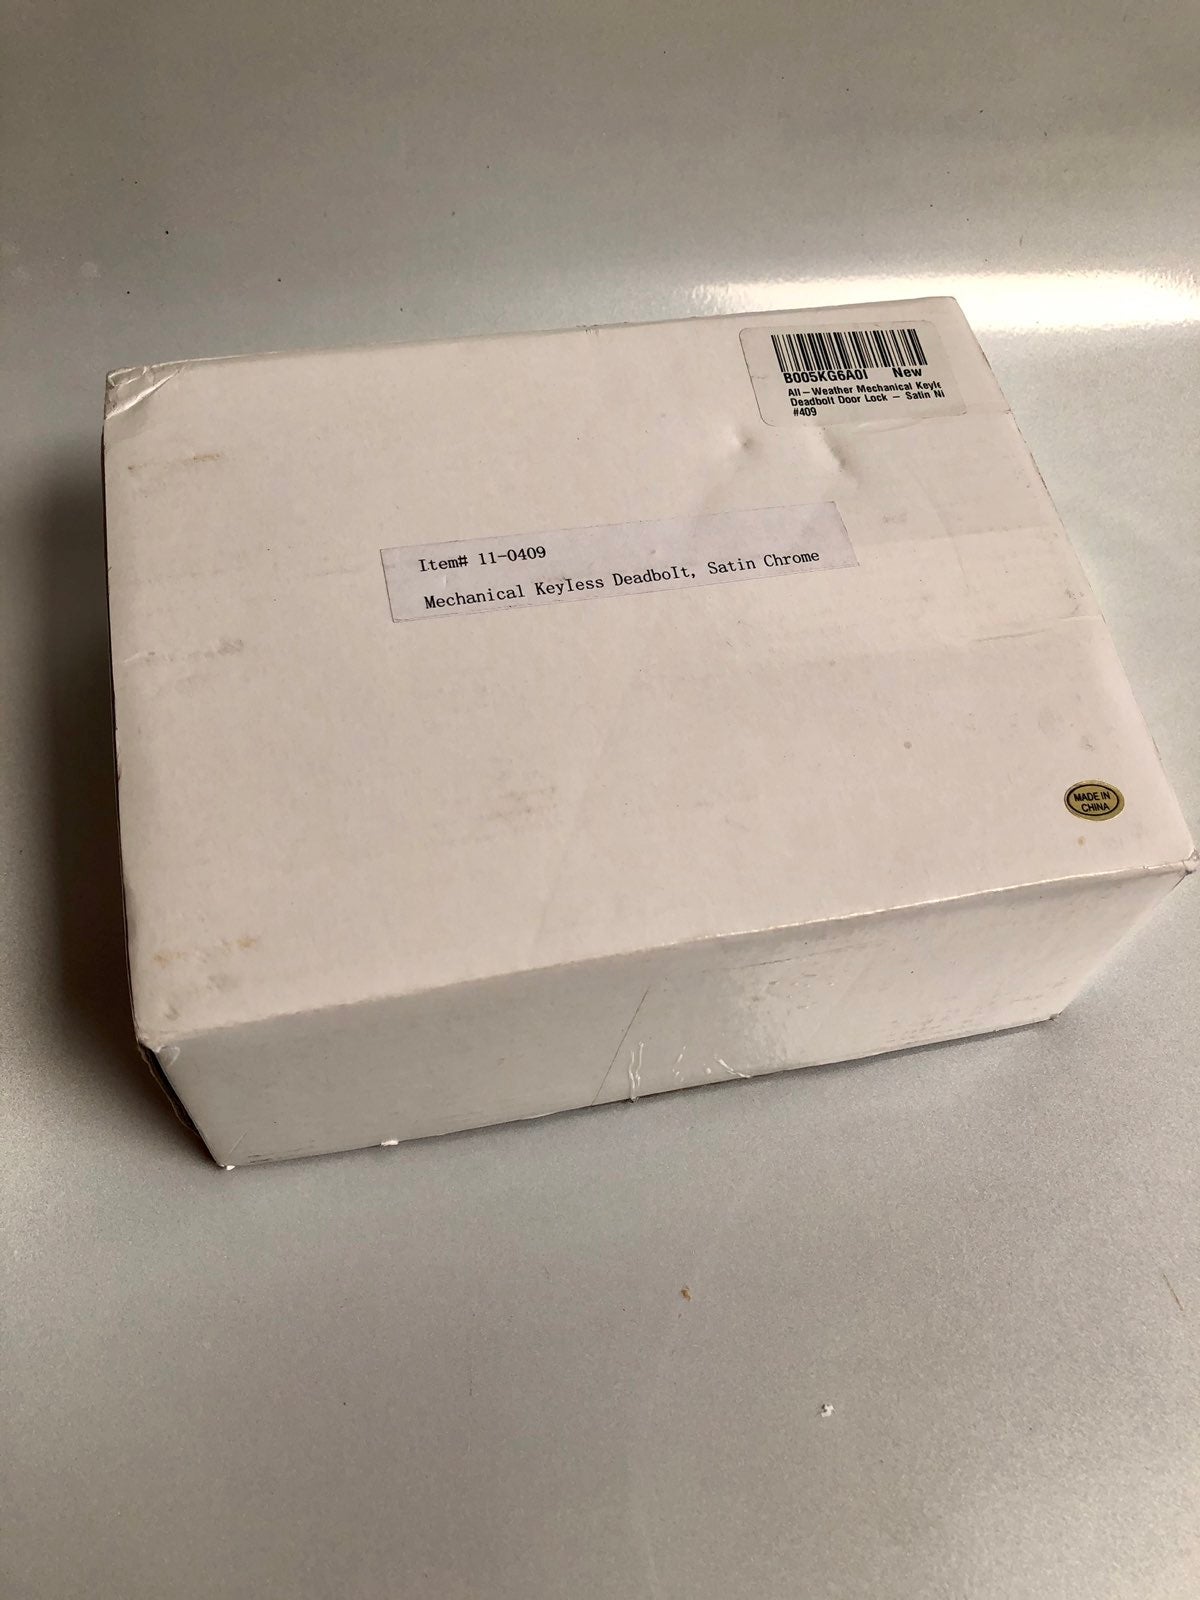 B005KG6A0I New
All-Weather Mechanical Keyle
Deadbolt Door Lock - Satin Ni
#409
Item# 11-0409
Mechanical Keyless Deadbolt, Satin Chrome
MADE IN
CHINA